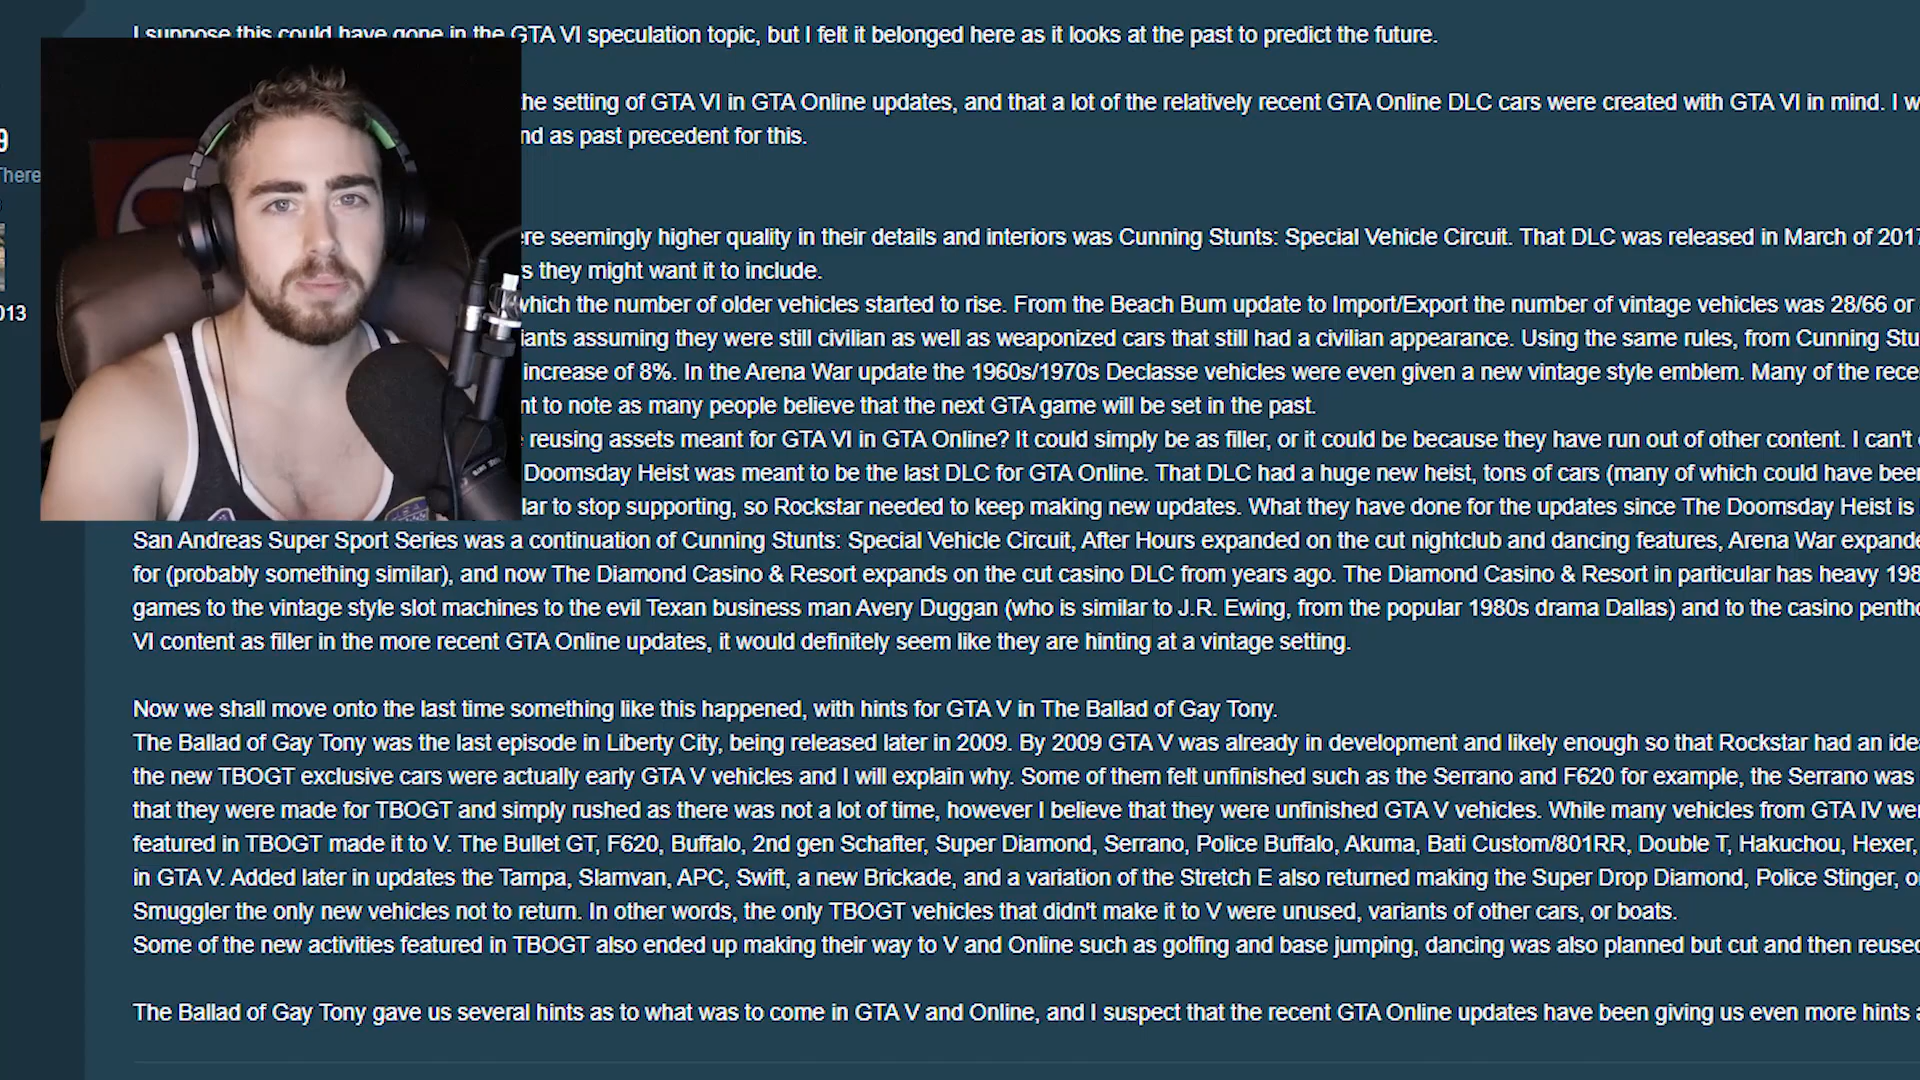 I suppose this could have gone in the GTA VI speculation topic, but I felt it belonged here as it looks at the past to predict the future.
the setting of GTA VI in GTA Online updates, and that a lot of the relatively recent GTA Online DLC cars were created with GTA VI in mind. I w
9
nd as past precedent for this.
There
re seemingly higher quality in their details and interiors was Cunning Stunts: Special Vehicle Circuit. That DLC was released in March of 2017
s they might want it to include.
013
which the number of older vehicles started to rise. From the Beach Bum update to Import/Export the number of vintage vehicles was 28/66 or
iants assuming they were still civilian as well as weaponized cars that still had a civilian appearance. Using the same rules, from Cunning Stu
increase of 8%. In the Arena War update the 1960s/1970s Declasse vehicles were even given a new vintage style emblem. Many of the rece
nt to note as many people believe that the next GTA game will be set in the past.
reusing assets meant for GTA VI in GTA Online? It could simply be as filler, or it could be because they have run out of other content. I can't
Doomsday Heist was meant to be the last DLC for GTA Online. That DLC had a huge new heist, tons of cars (many of which could have been
lar to stop supporting, so Rockstar needed to keep making new updates. What they have done for the updates since The Doomsday Heist is
San Andreas Super Sport Series was a continuation of Cunning Stunts: Special Vehicle Circuit, After Hours expanded on the cut nightclub and dancing features, Arena War expande
for (probably something similar), and now The Diamond Casino & Resort expands on the cut casino DLC from years ago. The Diamond Casino & Resort in particular has heavy 198
games to the vintage style slot machines to the evil Texan business man Avery Duggan (who is similar to J.R. Ewing, from the popular 1980s drama Dallas) and to the casino pentho
VI content as filler in the more recent GTA Online updates, it would definitely seem like they are hinting at a vintage setting.
Now we shall move onto the last time something like this happened, with hints for GTA V in The Ballad of Gay Tony.
The Ballad of Gay Tony was the last episode in Liberty City, being released later in 2009. By 2009 GTA V was already in development and likely enough so that Rockstar had an idea
the new TBOGT exclusive cars were actually early GTA V vehicles and I will explain why. Some of them felt unfinished such as the Serrano and F620 for example, the Serrano was
that they were made for TBOGT and simply rushed as there was not a lot of time, however I believe that they were unfinished GTA V vehicles. While many vehicles from GTA IV wer
featured in TBOGT made it to V. The Bullet GT, F620, Buffalo, 2nd gen Schafter, Super Diamond, Serrano, Police Buffalo, Akuma, Bati Custom/801RR, Double T, Hakuchou, Hexer,
in GTA V. Added later in updates the Tampa, Slamvan, APC, Swift, a new Brickade, and a variation of the Stretch E also returned making the Super Drop Diamond, Police Stinger, o
Smuggler the only new vehicles not to return. In other words, the only TBOGT vehicles that didn't make it to V were unused, variants of other cars, or boats.
Some of the new activities featured in TBOGT also ended up making their way to V and Online such as golfing and base jumping, dancing was also planned but cut and then reused
The Ballad of Gay Tony gave us several hints as to what was to come in GTA V and Online, and I suspect that the recent GTA Online updates have been giving us even more hints a